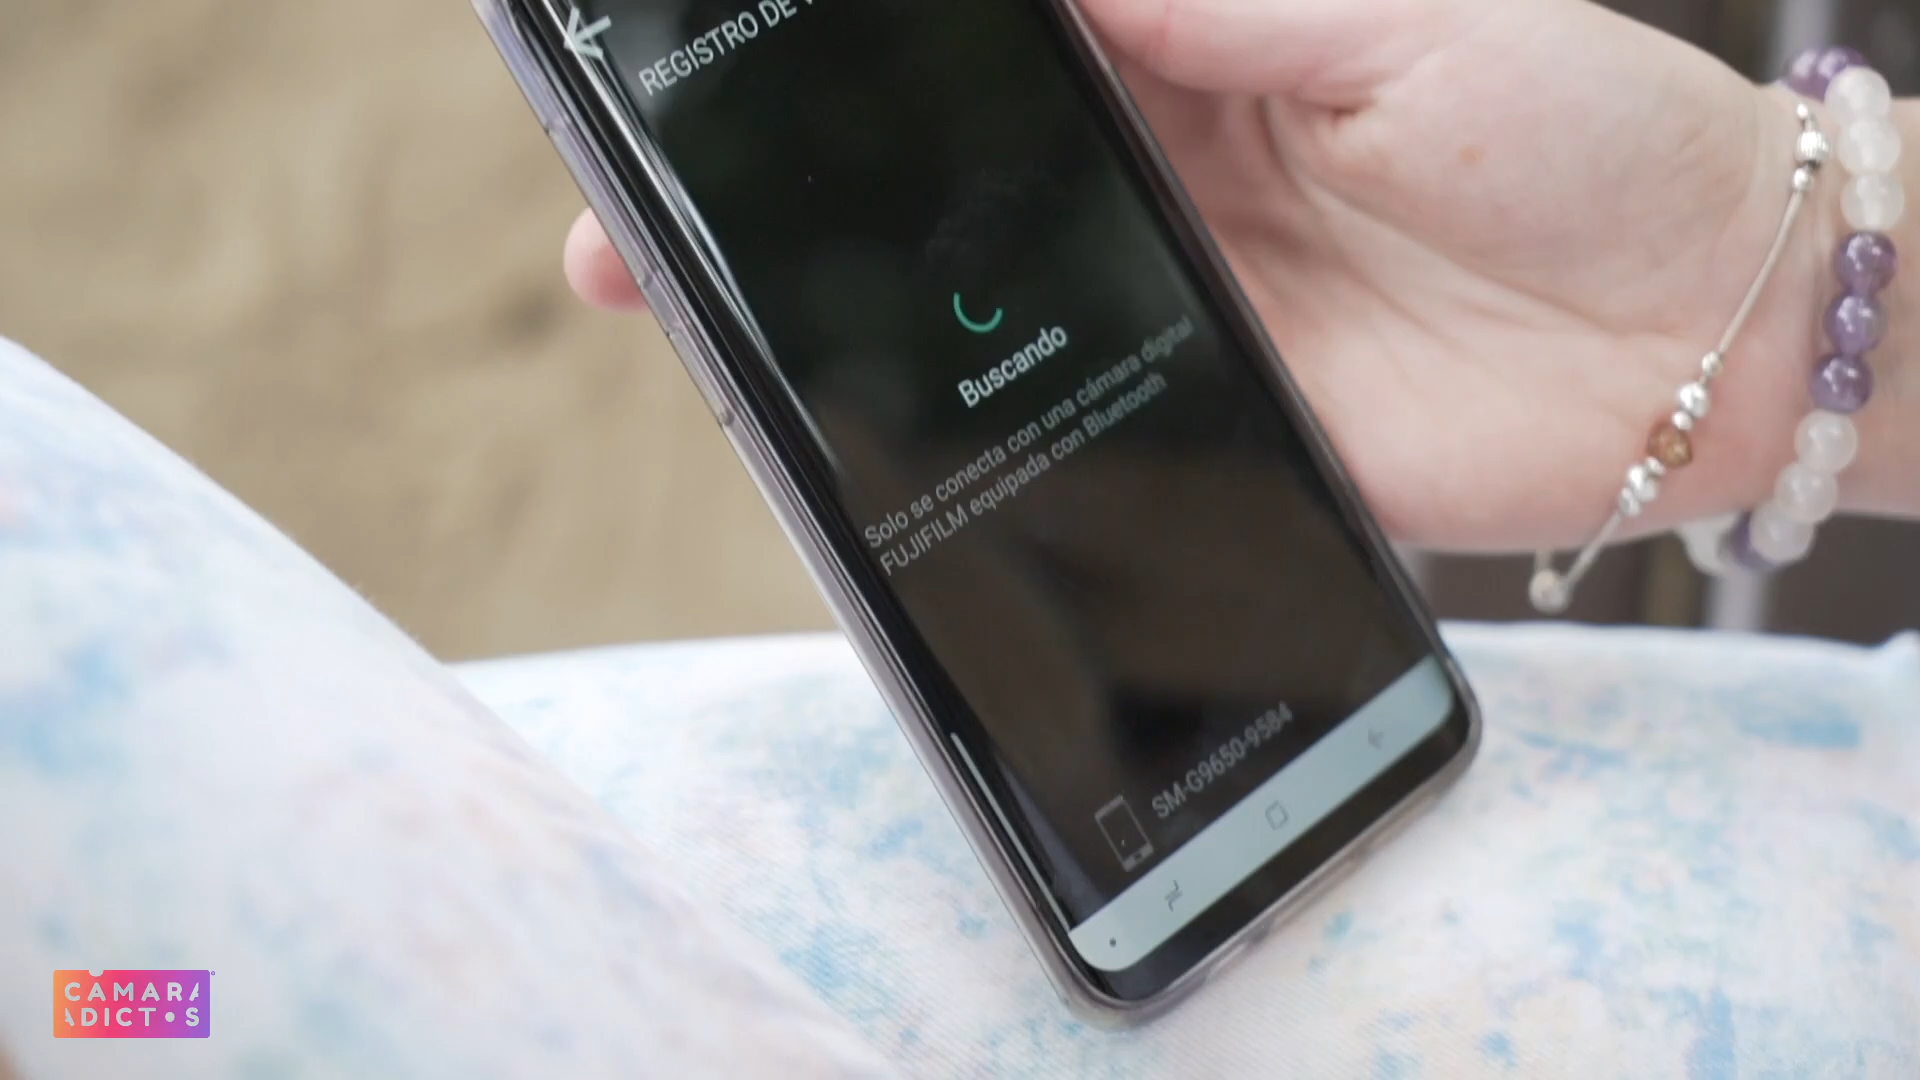 REGISTRO DE
Buscando
Solo se conecta con una cámara digital
FUJIFILM equipada con Bluetooth
SM-G9650-9584
CAMARA
ADICTOS